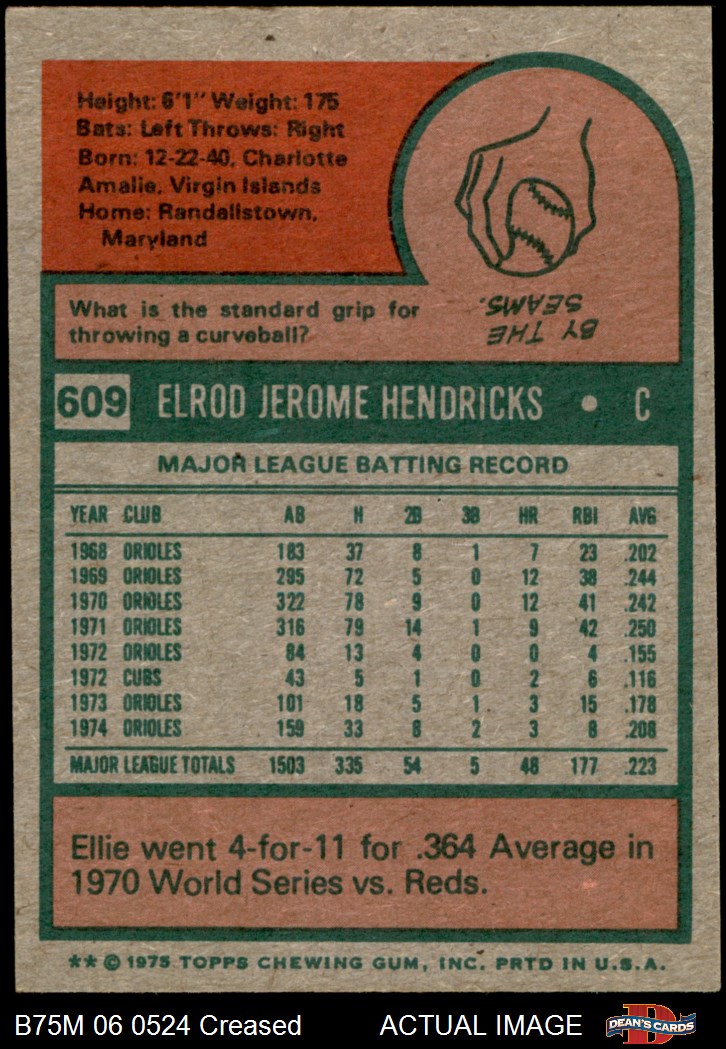 Height: 6'1" Weight: 175
Bats: Left Throws: Right
Born: 12-22-40, Charlotte
Amalie, Virgin Islands
Home: Randallstown,
Maryland
What is the standard grip for
throwing a curveball?
BY THE
SEAMS.
609 ELROD JEROME HENDRICKS • C
MAJOR LEAGUE BATTING RECORD
YEAR CLUB AB H 2B 3B HR RBI AVG
1968 ORIOLES 183 37 8 1 7 23 .202
1969 ORIOLES 295 72 5 0 12 38 .244
1970 ORIOLES 322 78 9 0 12 41 .242
1971 ORIOLES 316 79 14 1 9 42 .250
1972 ORIOLES 84 13 4 0 0 4 .155
1972 CUBS 43 5 1 0 2 6 .116
1973 ORIOLES 101 18 5 1 3 15 .178
1974 ORIOLES 159 33 8 2 3 8 .208
MAJOR LEAGUE TOTALS 1503 335 54 5 48 177 .223
Ellie went 4-for-11 for .364 Average in
1970 World Series vs. Reds.
** © 1975 TOPPS CHEWING GUM, INC. PRTD IN U.S.A.
B75M 06 0524 Creased ACTUAL IMAGE
D
DEAN'S CARDS